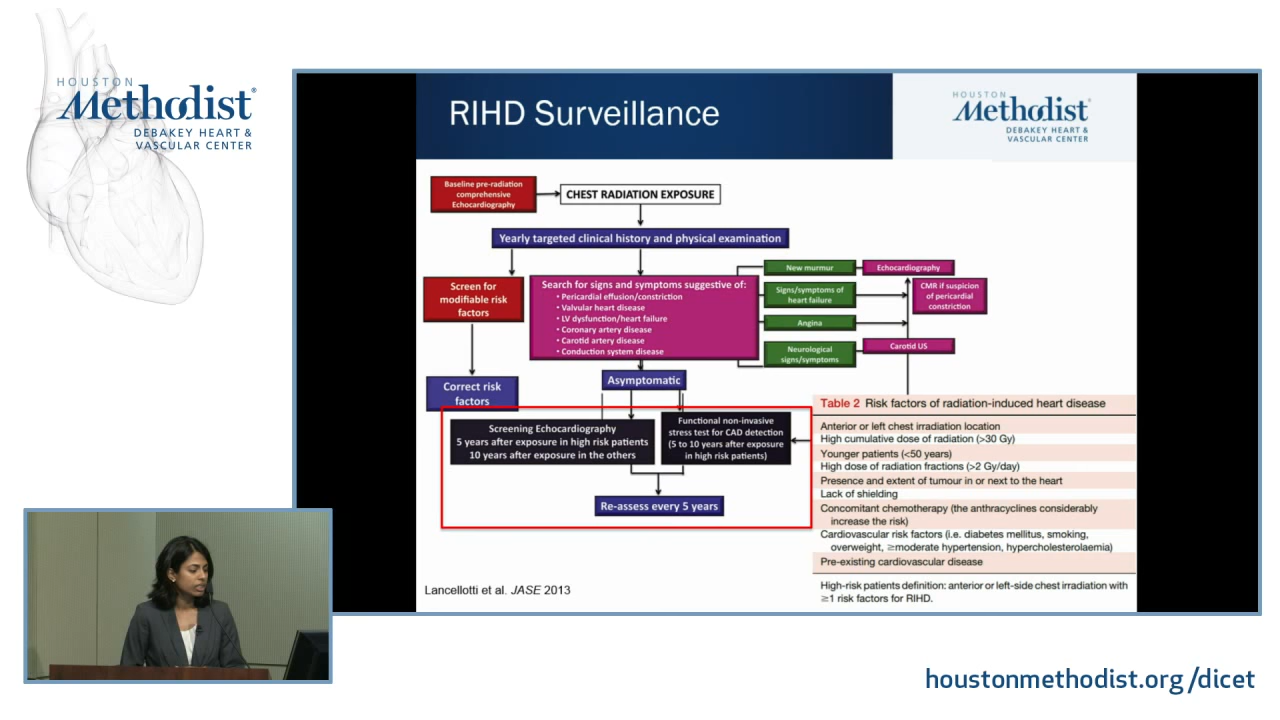 HOUSTON
Methodist®
DEBAKEY HEART &
VASCULAR CENTER
RIHD Surveillance
HOUSTON
Methodist®
DEBAKEY HEART &
VASCULAR CENTER
Baseline pre-radiation
comprehensive
Echocardiography
CHEST RADIATION EXPOSURE
Yearly targeted clinical history and physical examination
Screen for
modifiable risk
factors
Correct risk
factors
Search for signs and symptoms suggestive of:
• Pericardial effusion/constriction
• Valvular heart disease
• LV dysfunction/heart failure
• Coronary artery disease
• Carotid artery disease
• Conduction system disease
New murmur
Echocardiography
Signs/symptoms of
heart failure
CMR if suspicion
of pericardial
constriction
Angina
Neurological
signs/symptoms
Carotid US
Asymptomatic
Screening Echocardiography
5 years after exposure in high risk patients
10 years after exposure in the others
Functional non-invasive
stress test for CAD detection
(5 to 10 years after exposure
in high risk patients)
Re-assess every 5 years
Table 2 Risk factors of radiation-induced heart disease
Anterior or left chest irradiation location
High cumulative dose of radiation (>30 Gy)
Younger patients (<50 years)
High dose of radiation fractions (>2 Gy/day)
Presence and extent of tumour in or next to the heart
Lack of shielding
Concomitant chemotherapy (the anthracyclines considerably
increase the risk)
Cardiovascular risk factors (i.e. diabetes mellitus, smoking,
overweight, ≥moderate hypertension, hypercholesterolaemia)
Pre-existing cardiovascular disease
High-risk patients definition: anterior or left-side chest irradiation with
≥1 risk factors for RIHD.
Lancellotti et al. JASE 2013
houstonmethodist.org/dicet